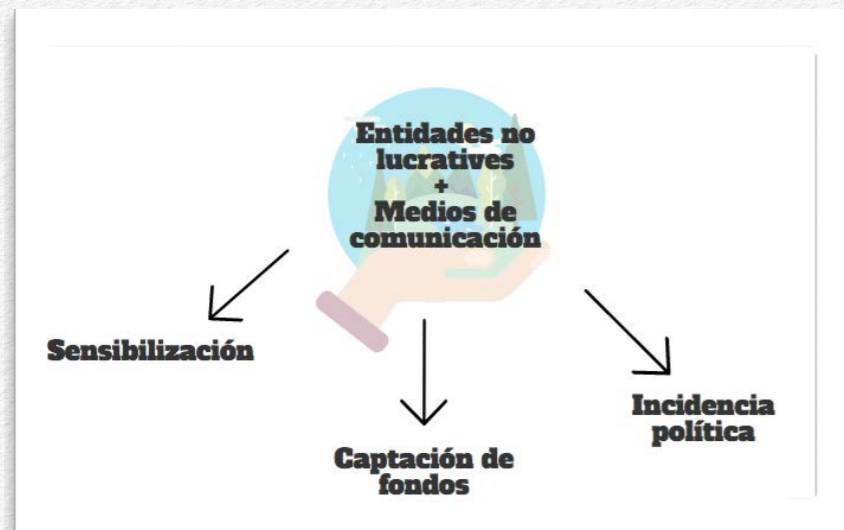 Entidades no
lucratives
+
Medios de
comunicación
Sensibilización
Captación de
fondos
Incidencia
política